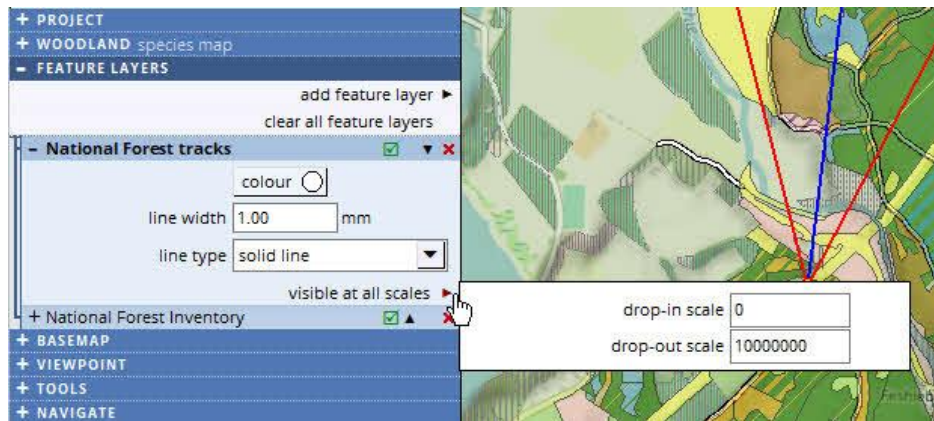 + PROJECT
+ WOODLAND species map
- FEATURE LAYERS
add feature layer ►
clear all feature layers
- National Forest tracks
colour
line width 1.00 mm
line type solid line
visible at all scales ►
drop-in scale 0
+ National Forest Inventory
drop-out scale 10000000
+ BASEMAP
+ VIEWPOINT
+ TOOLS
+ NAVIGATE